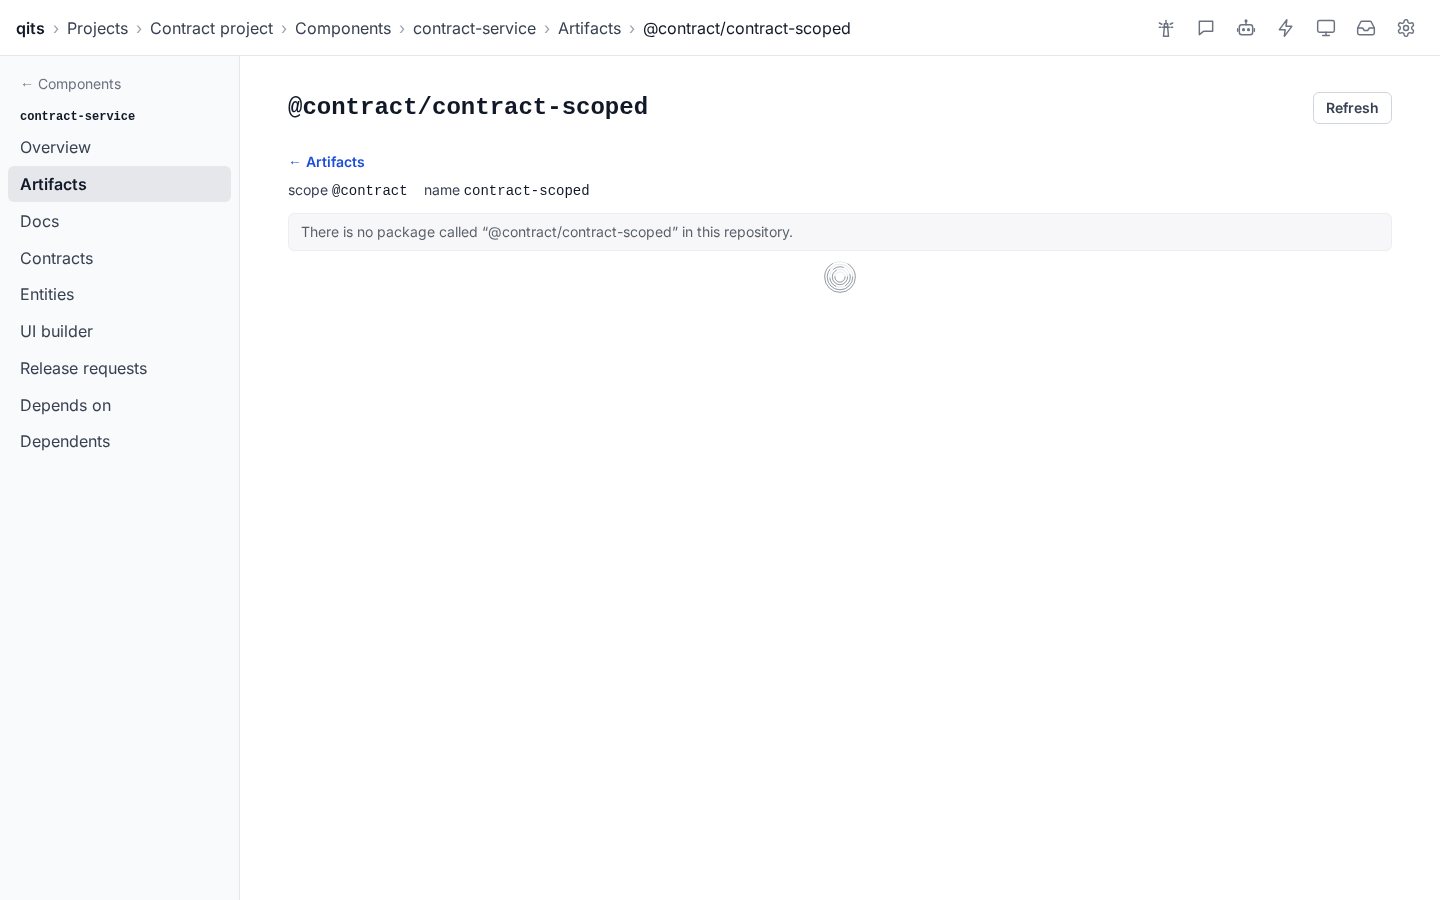 qits › Projects › Contract project › Components › contract-service › Artifacts › @contract/contract-scoped
← Components
contract-service
Overview
Artifacts
Docs
Contracts
Entities
UI builder
Release requests
Depends on
Dependents
@contract/contract-scoped
Refresh
← Artifacts
scope @contract name contract-scoped
There is no package called “@contract/contract-scoped” in this repository.